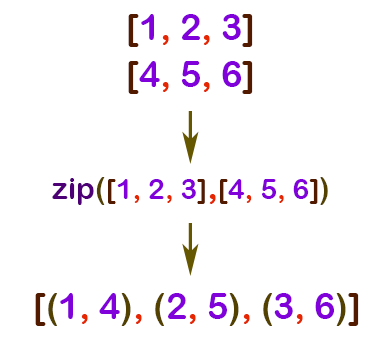 [1, 2, 3]
[4, 5, 6]
zip([1, 2, 3],[4, 5, 6])
[(1, 4), (2, 5), (3, 6)]